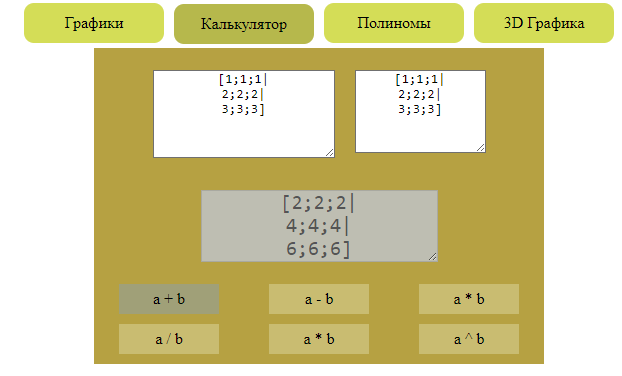 Графики Калькулятор Полиномы 3D Графика
[1;1;1| [1;1;1|
2;2;2| 2;2;2|
3;3;3] 3;3;3]
[2;2;2|
4;4;4|
6;6;6]
a + b a - b a * b
a / b a * b a ^ b